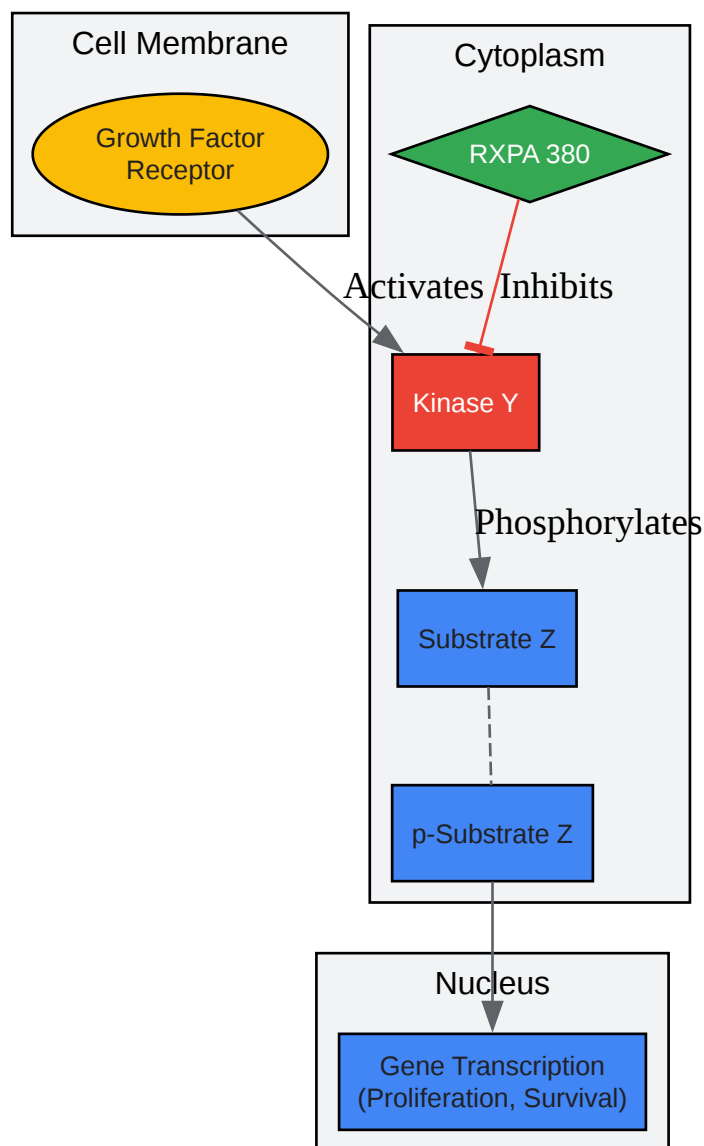 Cell Membrane
Growth Factor
Receptor
Cytoplasm
RXPA 380
Activates
Inhibits
Kinase Y
Phosphorylates
Substrate Z
p-Substrate Z
Nucleus
Gene Transcription
(Proliferation, Survival)